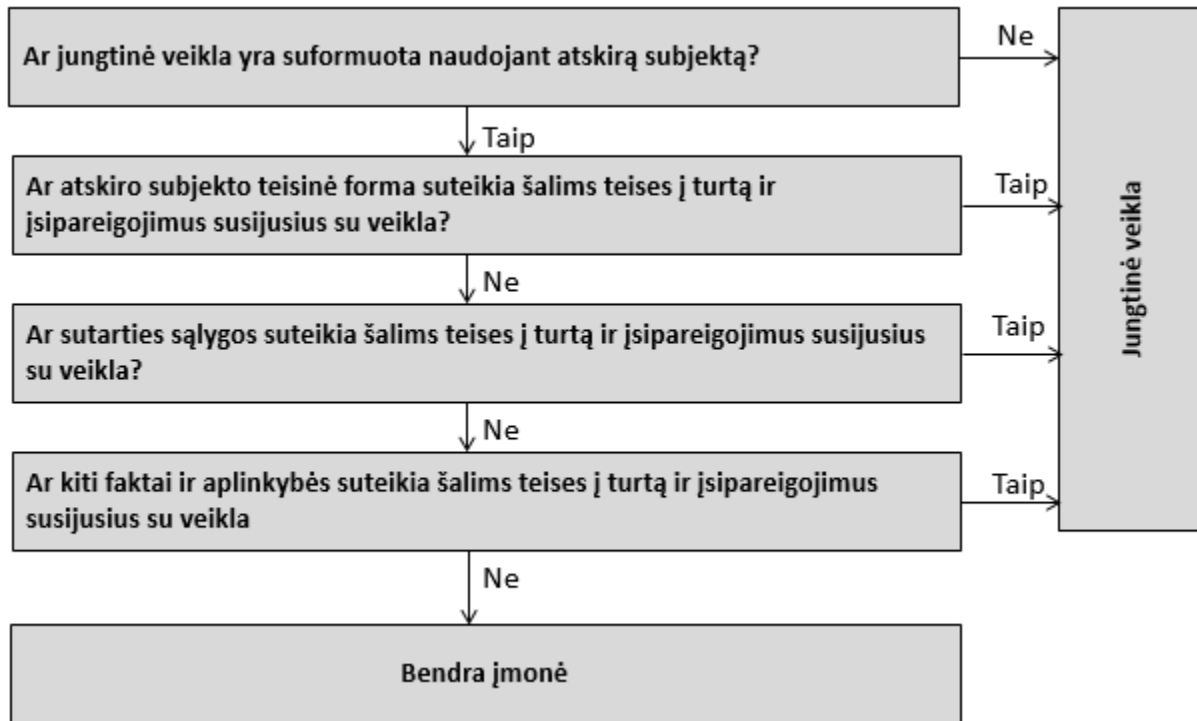 Ar jungtinė veikla yra suformuota naudojant atskirą subjektą?
Ne
Taip
Ar atskiro subjekto teisinė forma suteikia šalims teises į turtą ir
įsipareigojimus susijusius su veikla?
Taip
Ne
Ar sutarties sąlygos suteikia šalims teises į turtą ir įsipareigojimus susijusius
su veikla?
Taip
Ne
Ar kiti faktai ir aplinkybės suteikia šalims teises į turtą ir įsipareigojimus
susijusius su veikla
Taip
Ne
Jungtinė veikla
Bendra įmonė